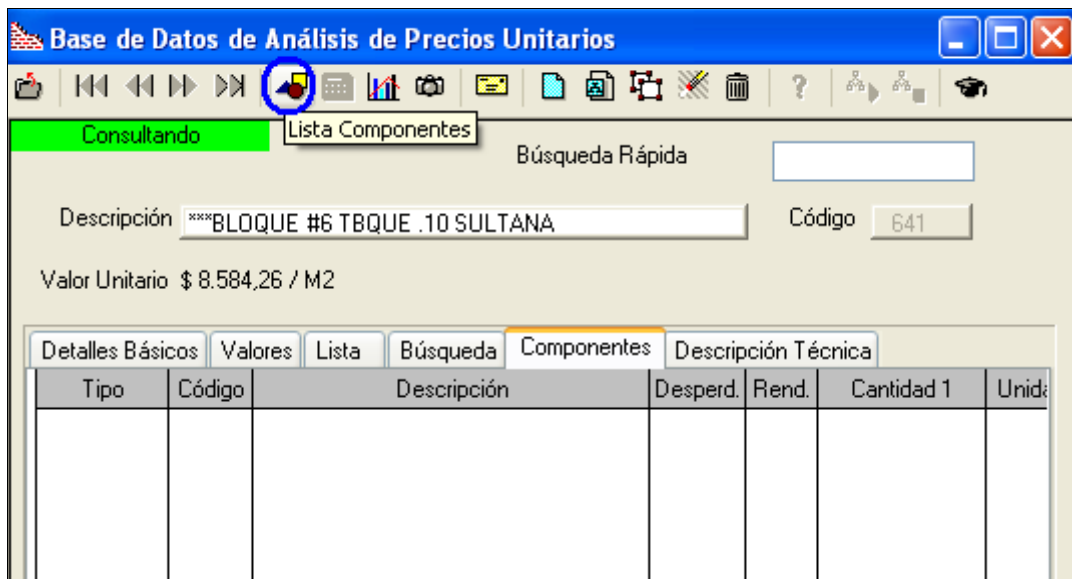 Base de Datos de Análisis de Precios Unitarios
Lista Componentes
Consultando
Búsqueda Rápida
Descripción ***BLOQUE #6 TBQUE .10 SULTANA Código 641
Valor Unitario $ 8.584,26 / M2
Detalles Básicos Valores Lista Búsqueda Componentes Descripción Técnica
Tipo Código Descripción Desperd. Rend. Cantidad 1 Unida